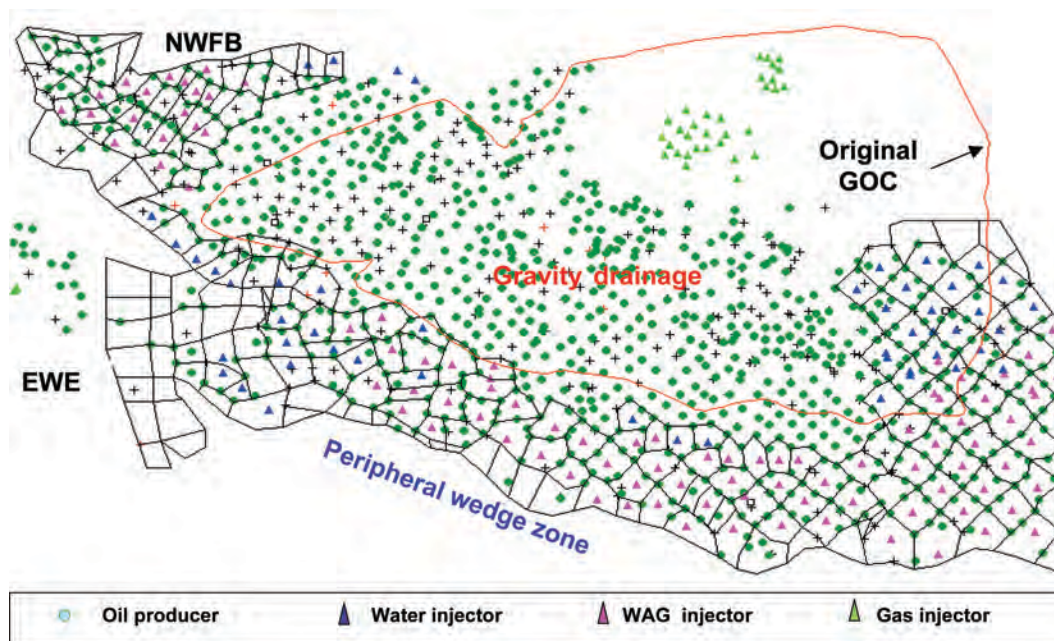 NWFB
Original
GOC
Gravity drainage
EWE
Peripheral wedge zone
Oil producer
Water injector
WAG injector
Gas injector